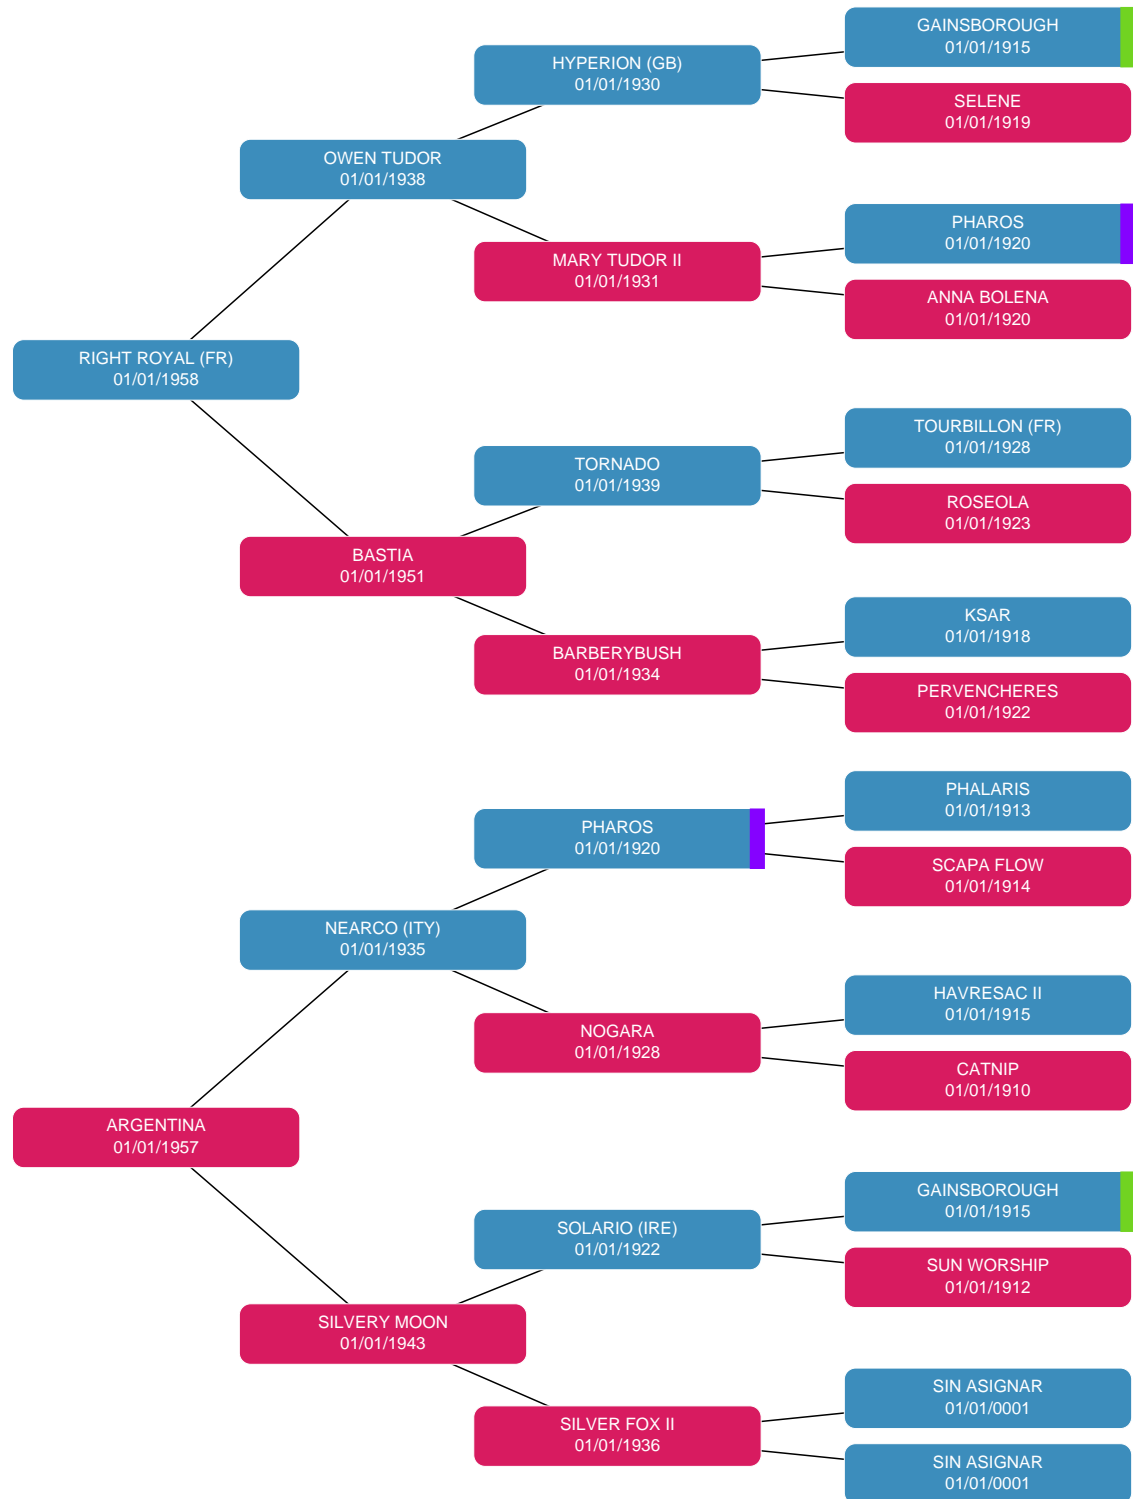 GAINSBOROUGH
01/01/1915
HYPERION (GB)
01/01/1930
SELENE
01/01/1919
OWEN TUDOR
01/01/1938
PHAROS
01/01/1920
MARY TUDOR II
01/01/1931
ANNA BOLENA
01/01/1920
RIGHT ROYAL (FR)
01/01/1958
TOURBILLON (FR)
01/01/1928
TORNADO
01/01/1939
ROSEOLA
01/01/1923
BASTIA
01/01/1951
KSAR
01/01/1918
BARBERYBUSH
01/01/1934
PERVENCHERES
01/01/1922
PHALARIS
01/01/1913
PHAROS
01/01/1920
SCAPA FLOW
01/01/1914
NEARCO (ITY)
01/01/1935
HAVRESAC II
01/01/1915
NOGARA
01/01/1928
CATNIP
01/01/1910
ARGENTINA
01/01/1957
GAINSBOROUGH
01/01/1915
SOLARIO (IRE)
01/01/1922
SUN WORSHIP
01/01/1912
SILVERY MOON
01/01/1943
SIN ASIGNAR
01/01/0001
SILVER FOX II
01/01/1936
SIN ASIGNAR
01/01/0001